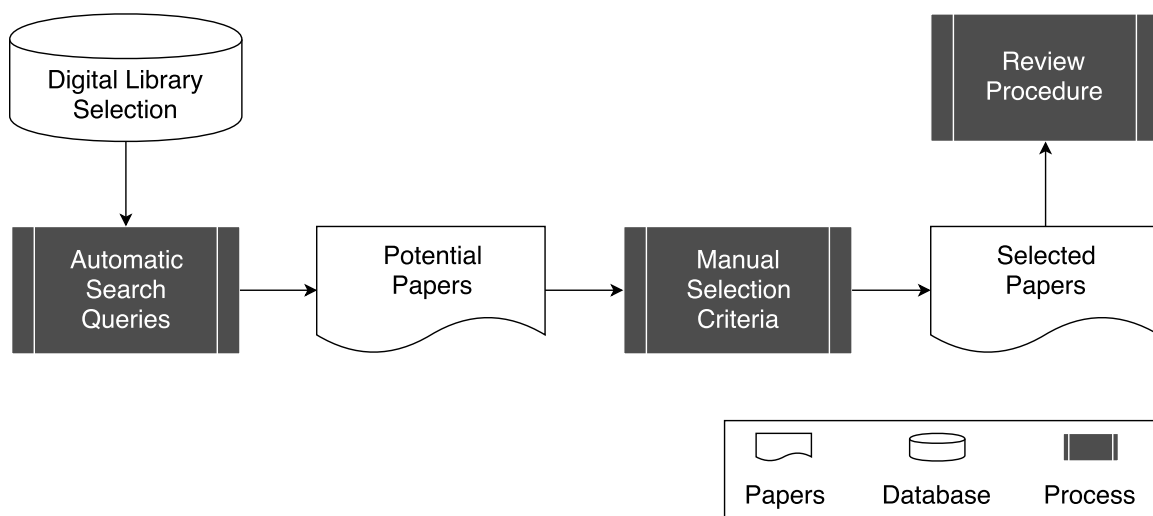 Digital Library
Selection
Review
Procedure
Automatic
Search
Queries
Potential
Papers
Manual
Selection
Criteria
Selected
Papers
Papers
Database
Process